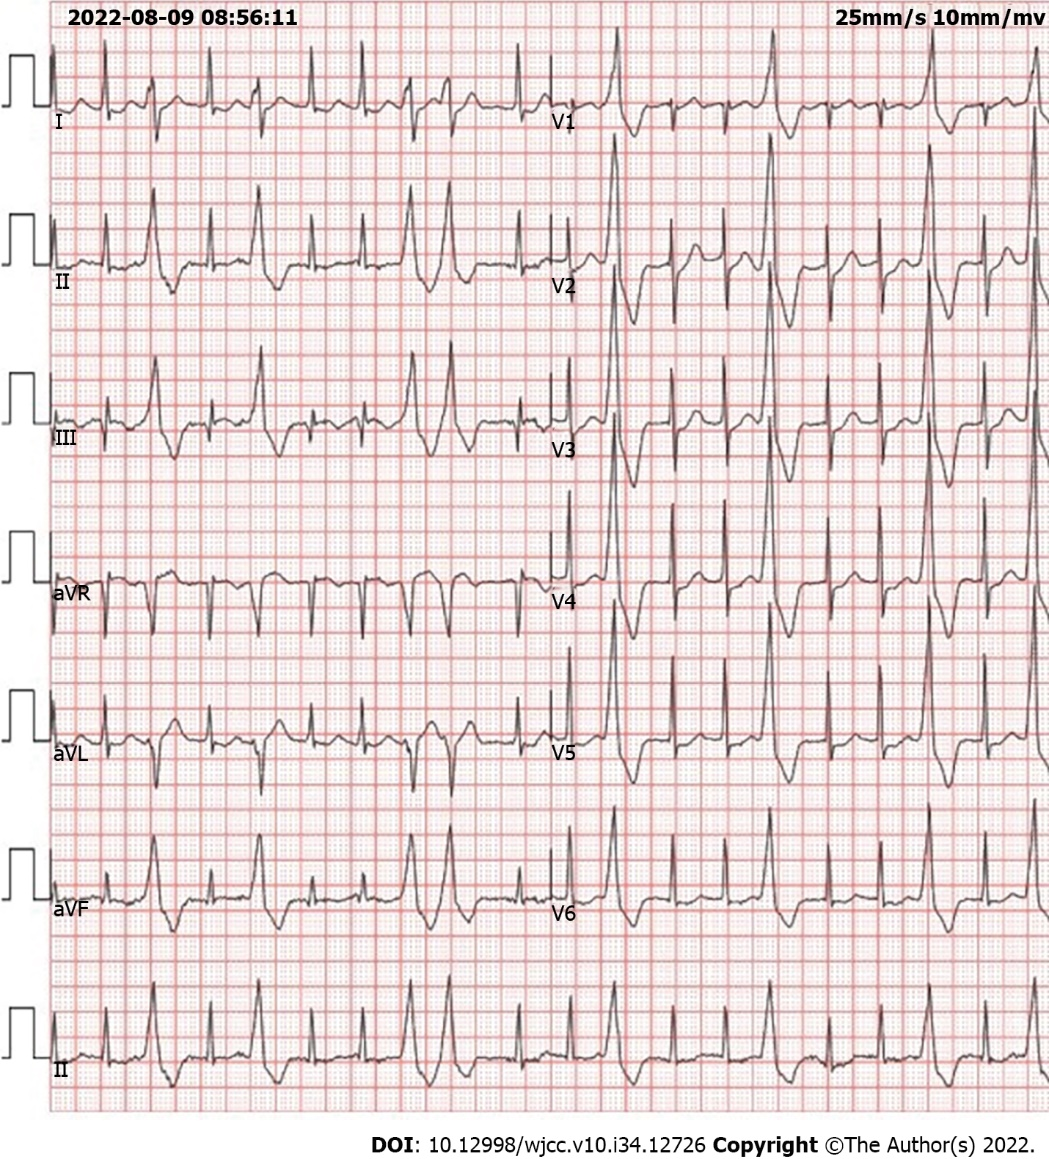 2022-08-09 08:56:11 25mm/s 10mm/mv
I V1
II V2
III V3
aVR V4
aVL V5
aVF V6
II
DOI: 10.12998/wjcc.v10.i34.12726 Copyright ©The Author(s) 2022.